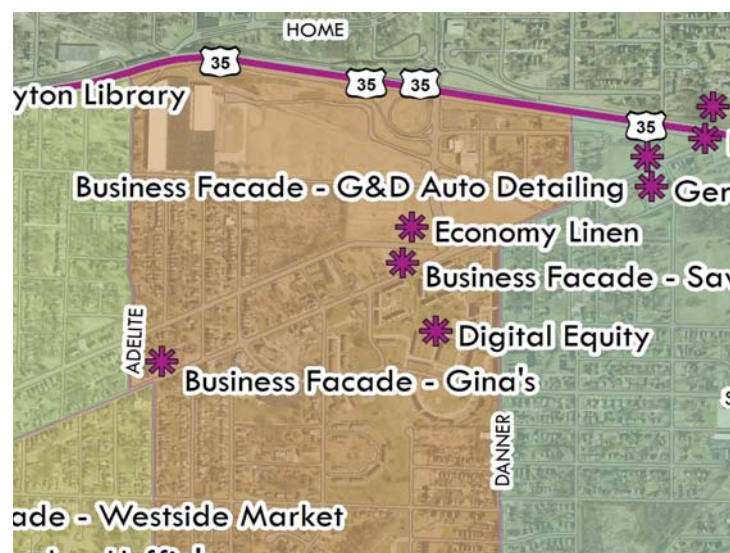 HOME
35
35
35
yton Library
35
Business Facade - G&D Auto Detailing
Ger
Economy Linen
Business Facade - Sav
ADELITE
Digital Equity
Business Facade - Gina's
DANNER
ade - Westside Market